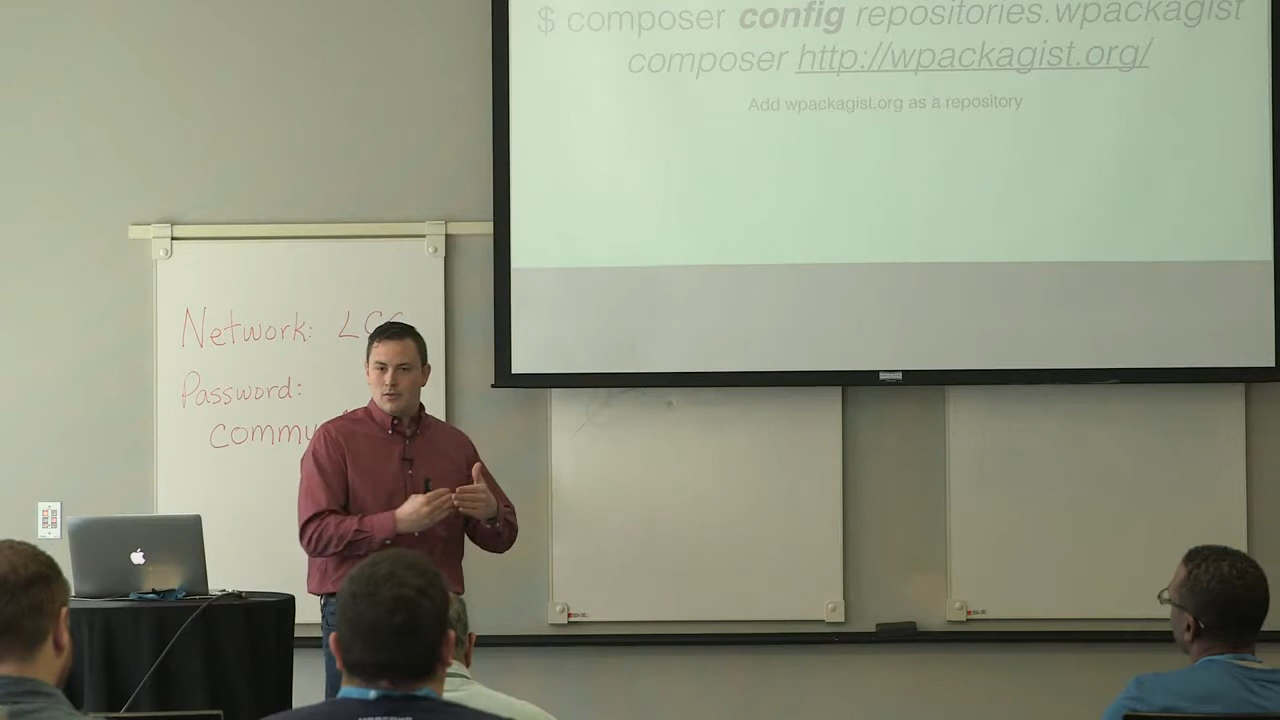 $ composer config repositories.wpackagist
composer http://wpackagist.org/
Add wpackagist.org as a repository
Network:
Password: